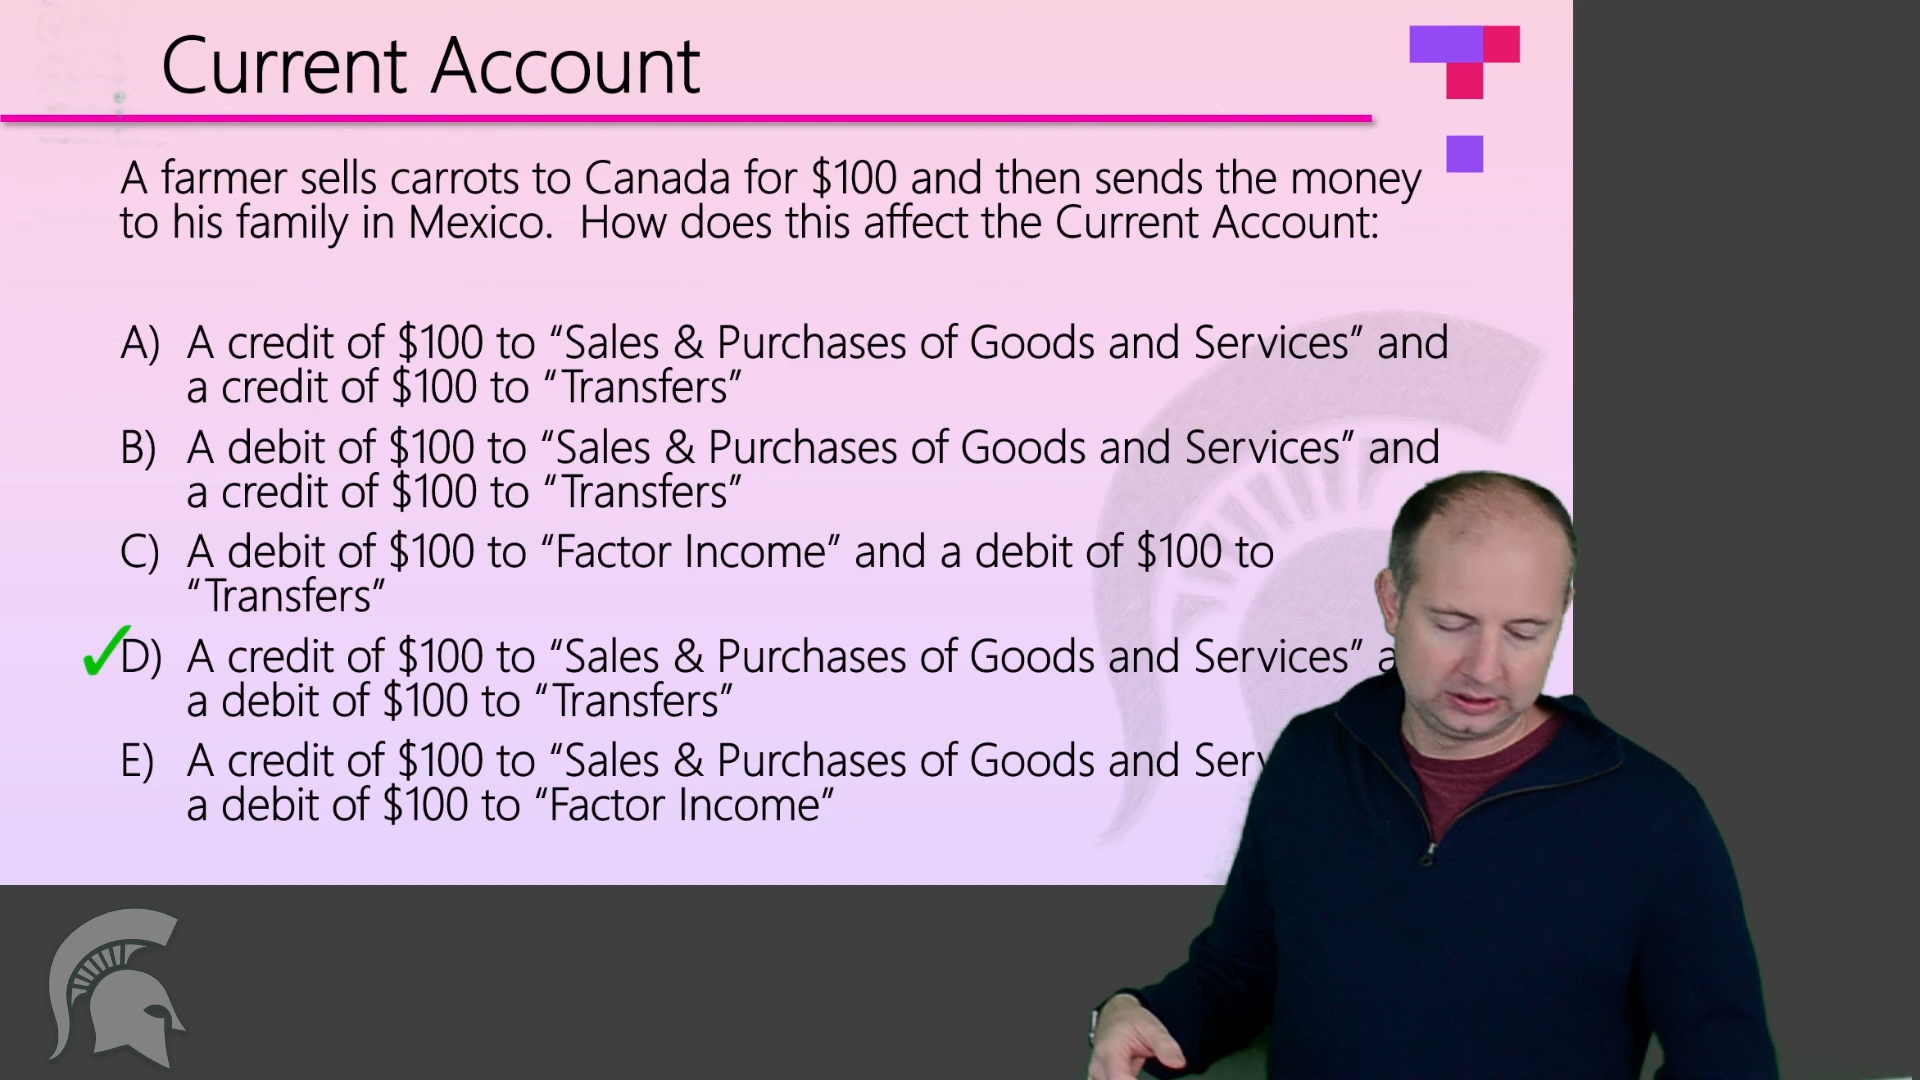 Current Account
A farmer sells carrots to Canada for $100 and then sends the money
to his family in Mexico.  How does this affect the Current Account:
A) A credit of $100 to “Sales & Purchases of Goods and Services” and
a credit of $100 to “Transfers”
B) A debit of $100 to “Sales & Purchases of Goods and Services” and
a credit of $100 to “Transfers”
C) A debit of $100 to “Factor Income” and a debit of $100 to
“Transfers”
D) A credit of $100 to “Sales & Purchases of Goods and Services”
a debit of $100 to “Transfers”
E) A credit of $100 to “Sales & Purchases of Goods and
a debit of $100 to “Factor Income”